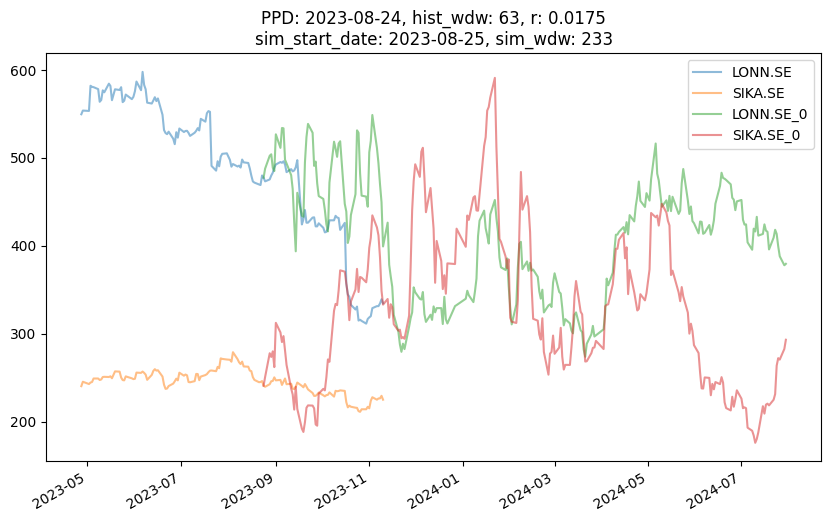 PPD: 2023-08-24, hist_wdw: 63, r: 0.0175
sim_start_date: 2023-08-25, sim_wdw: 233
600
500
400
300
200
LONN.SE
SIKA.SE
LONN.SE_0
SIKA.SE_0
2023-05
2023-07
2023-09
2023-11
2024-01
2024-03
2024-05
2024-07